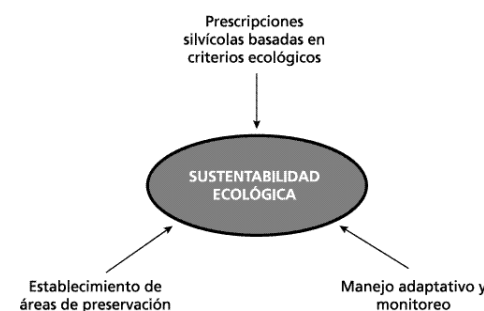 Prescripciones
silvícolas basadas en
criterios ecológicos
SUSTENTABILIDAD
ECOLÓGICA
Establecimiento de
áreas de preservación
Manejo adaptativo y
monitoreo